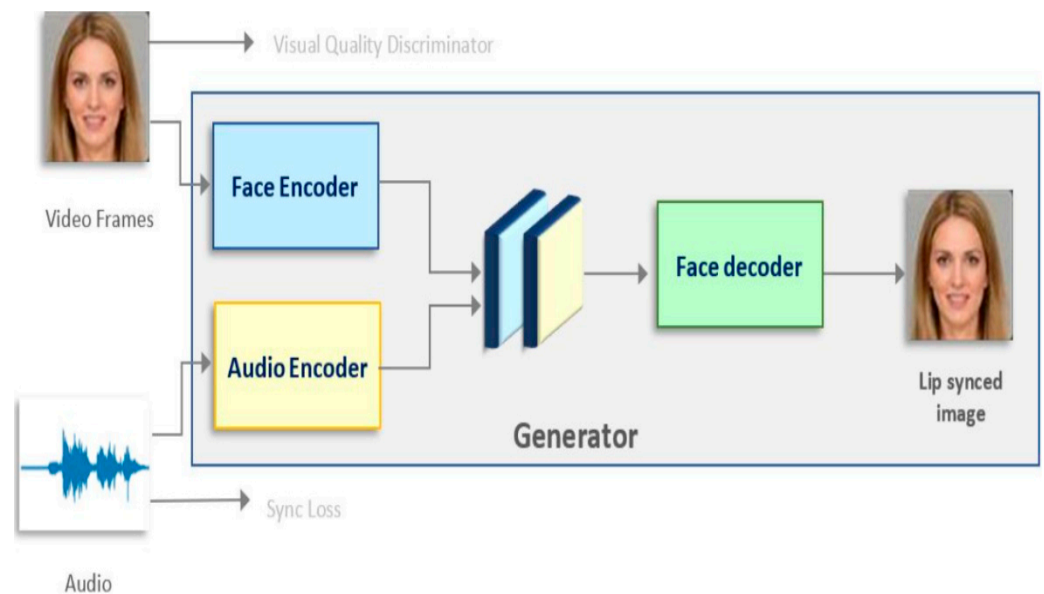 Visual Quality Discriminator
Video Frames
Face Encoder
Face decoder
Audio Encoder
Lip synced
image
Generator
Sync Loss
Audio